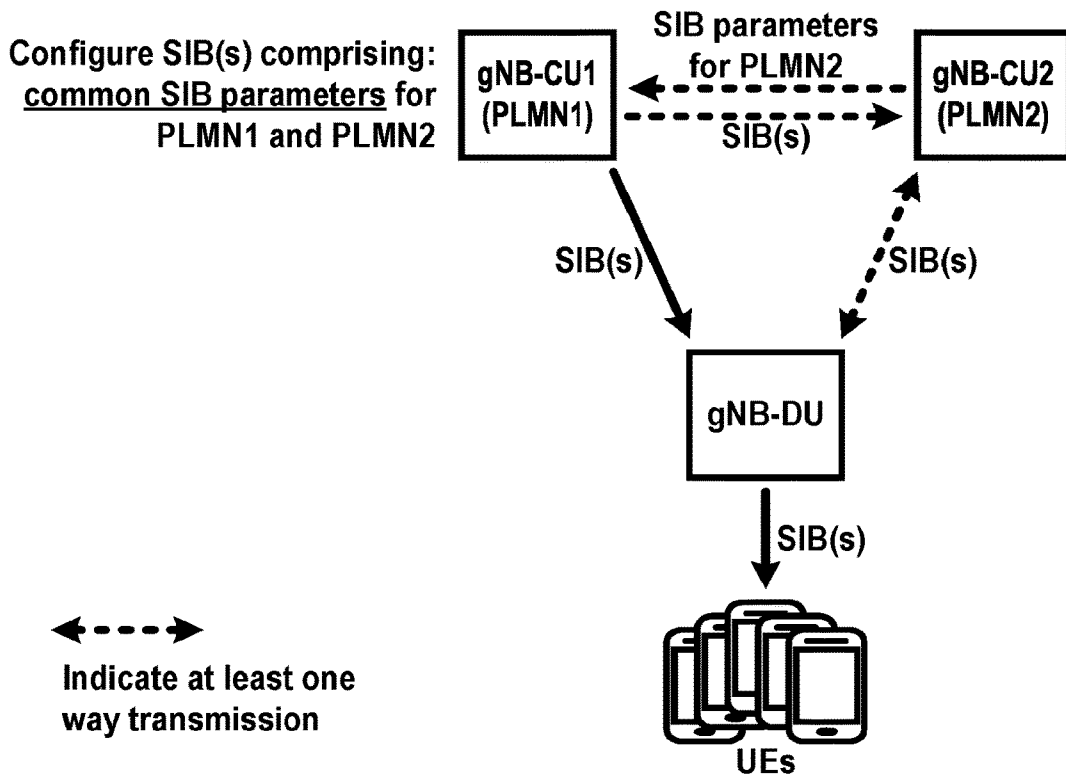 Configure SIB(s) comprising:
common SIB parameters for
PLMN1 and PLMN2
gNB-CU1
(PLMN1)
SIB parameters
for PLMN2
SIB(s)
gNB-CU2
(PLMN2)
SIB(s)
SIB(s)
gNB-DU
SIB(s)
UEs
Indicate at least one
way transmission